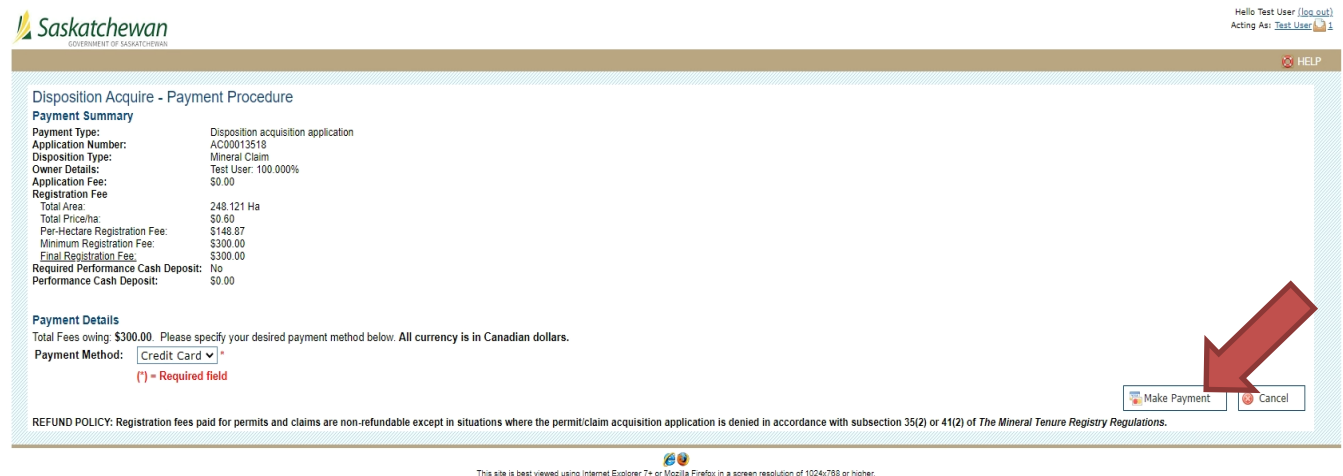 Saskatchewan
GOVERNMENT OF SASKATCHEWAN
Hello Test User (log out)
Acting As: Test User 1
HELP
Disposition Acquire - Payment Procedure
Payment Summary
Payment Type: Disposition acquisition application
Application Number: AC00013518
Disposition Type: Mineral Claim
Owner Details: Test User: 100.000%
Application Fee: $0.00
Registration Fee
Total Area: 248.121 Ha
Total Price/ha: $0.60
Per-Hectare Registration Fee: $148.87
Minimum Registration Fee: $300.00
Final Registration Fee: $300.00
Required Performance Cash Deposit: No
Performance Cash Deposit: $0.00
Payment Details
Total Fees owing: $300.00. Please specify your desired payment method below. All currency is in Canadian dollars.
Payment Method: Credit Card *
(*) = Required field
Make Payment Cancel
REFUND POLICY: Registration fees paid for permits and claims are non-refundable except in situations where the permit/claim acquisition application is denied in accordance with subsection 35(2) or 41(2) of The Mineral Tenure Registry Regulations.
This site is best viewed using Internet Explorer 7+ or Mozilla Firefox in a screen resolution of 1024x768 or higher.